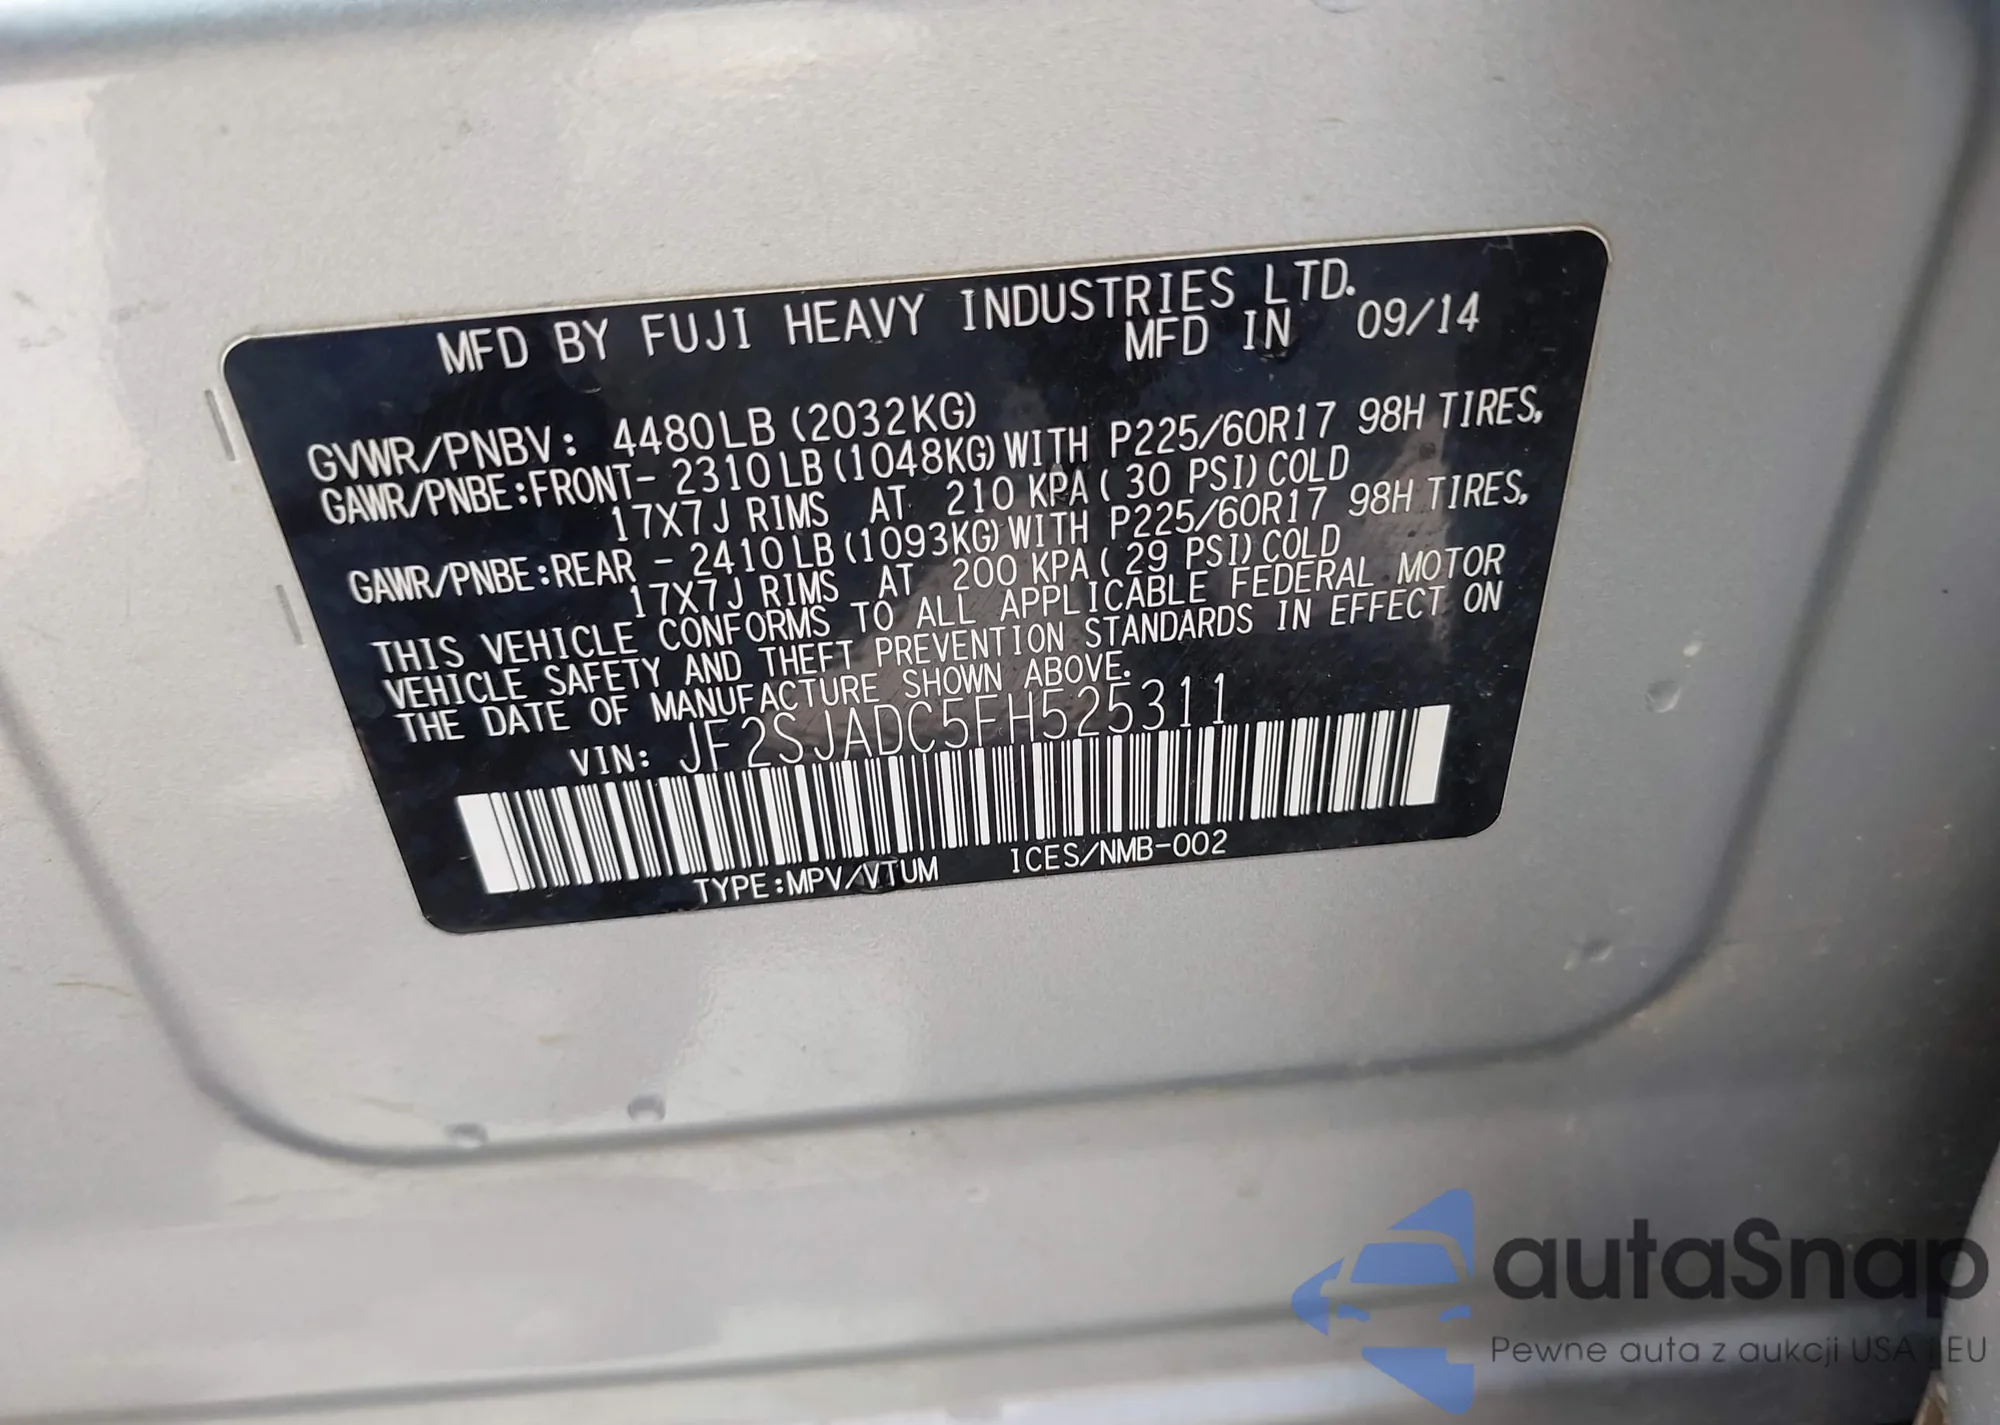 MFD BY FUJI HEAVY INDUSTRIES LTD.
MFD IN 09/14
GVWR/PNBV: 4480LB (2032KG)
GAWR/PNBE:FRONT- 2310LB (1048KG) WITH P225/60R17 98H TIRES,
17X7J RIMS AT 210 KPA ( 30 PSI) COLD
GAWR/PNBE:REAR - 2410LB (1093KG) WITH P225/60R17 98H TIRES,
17X7J RIMS AT 200 KPA ( 29 PSI) COLD
THIS VEHICLE CONFORMS TO ALL APPLICABLE FEDERAL MOTOR
VEHICLE SAFETY AND THEFT PREVENTION STANDARDS IN EFFECT ON
THE DATE OF MANUFACTURE SHOWN ABOVE.
VIN: JF2SJADC5FH525311
TYPE:MPV/VTUM ICES/NMB-002
autaSnap
Pewne auta z aukcji USA i EU